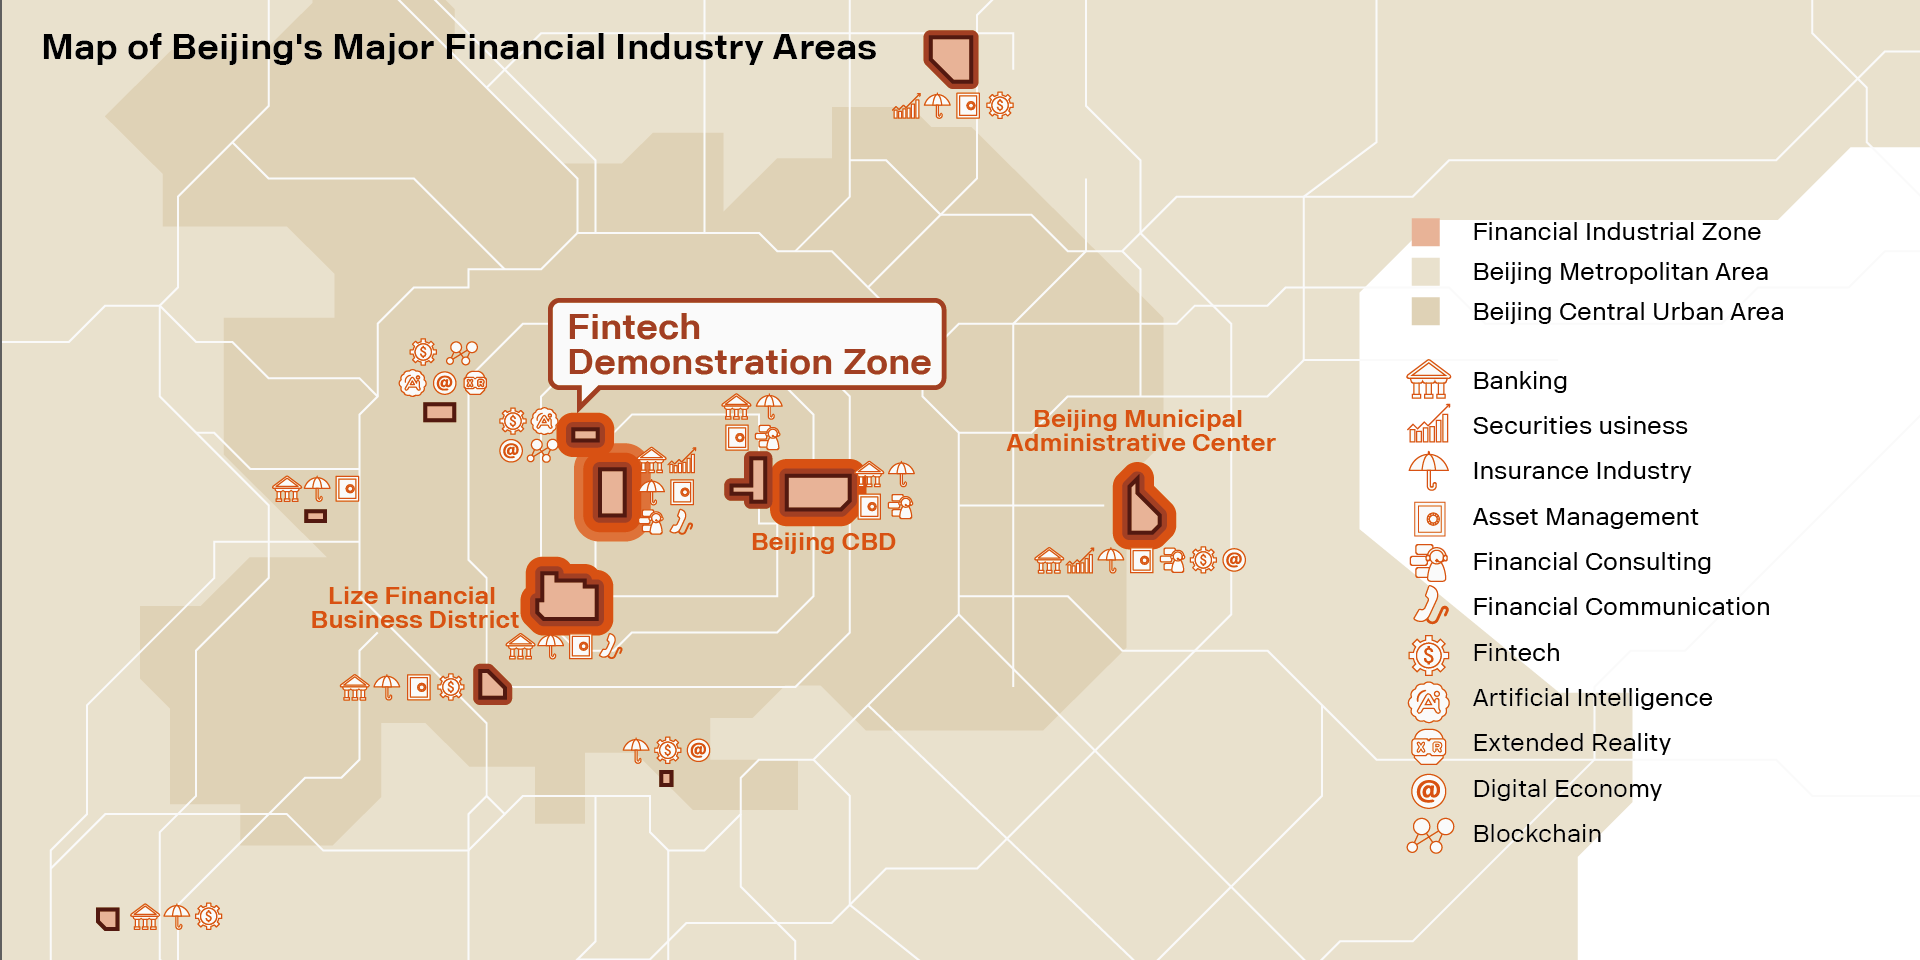 Map of Beijing's Major Financial Industry Areas
Fintech
Demonstration Zone
Beijing Municipal
Administrative Center
Beijing CBD
Lize Financial
Business District
Financial Industrial Zone
Beijing Metropolitan Area
Beijing Central Urban Area
Banking
Securities usiness
Insurance Industry
Asset Management
Financial Consulting
Financial Communication
Fintech
Artificial Intelligence
Extended Reality
Digital Economy
Blockchain